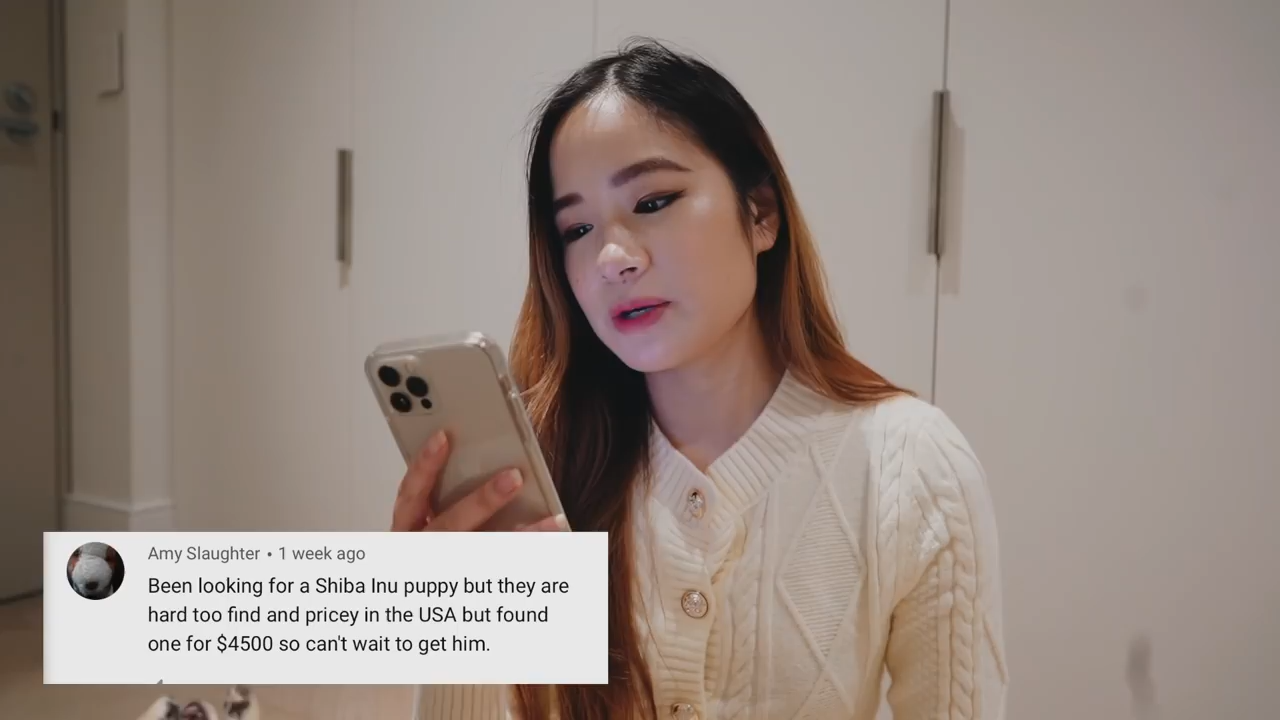 Amy Slaughter • 1 week ago
Been looking for a Shiba Inu puppy but they are
hard too find and pricey in the USA but found
one for $4500 so can't wait to get him.